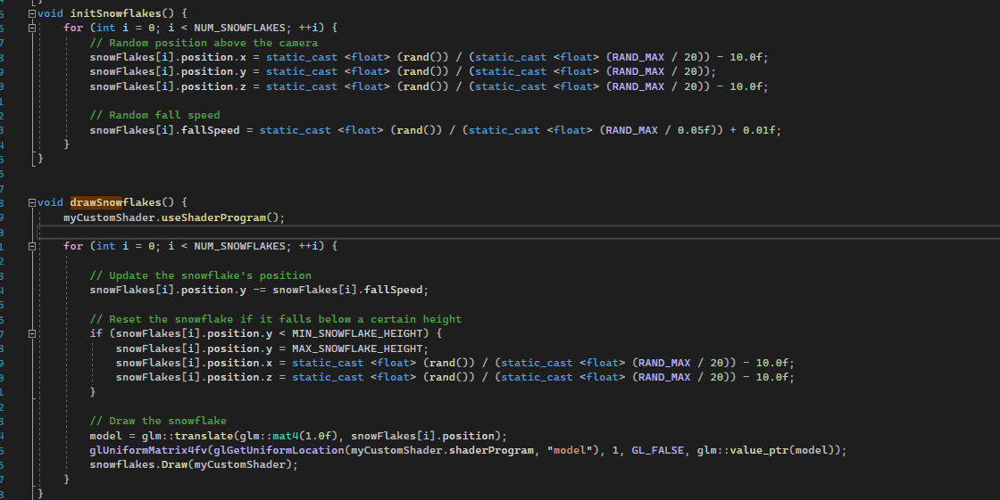 void initSnowflakes() {
for (int i = 0; i < NUM_SNOWFLAKES; ++i) {
// Random position above the camera
snowFlakes[i].position.x = static_cast <float> (rand()) / (static_cast <float> (RAND_MAX / 20)) - 10.0f;
snowFlakes[i].position.y = static_cast <float> (rand()) / (static_cast <float> (RAND_MAX / 20));
snowFlakes[i].position.z = static_cast <float> (rand()) / (static_cast <float> (RAND_MAX / 20)) - 10.0f;
// Random fall speed
snowFlakes[i].fallSpeed = static_cast <float> (rand()) / (static_cast <float> (RAND_MAX / 0.05f)) + 0.01f;
}
}
void drawSnowflakes() {
myCustomShader.useShaderProgram();
for (int i = 0; i < NUM_SNOWFLAKES; ++i) {
// Update the snowflake's position
snowFlakes[i].position.y -= snowFlakes[i].fallSpeed;
// Reset the snowflake if it falls below a certain height
if (snowFlakes[i].position.y < MIN_SNOWFLAKE_HEIGHT) {
snowFlakes[i].position.y = MAX_SNOWFLAKE_HEIGHT;
snowFlakes[i].position.x = static_cast <float> (rand()) / (static_cast <float> (RAND_MAX / 20)) - 10.0f;
snowFlakes[i].position.z = static_cast <float> (rand()) / (static_cast <float> (RAND_MAX / 20)) - 10.0f;
}
// Draw the snowflake
model = glm::translate(glm::mat4(1.0f), snowFlakes[i].position);
glUniformMatrix4fv(glGetUniformLocation(myCustomShader.shaderProgram, "model"), 1, GL_FALSE, glm::value_ptr(model));
snowflakes.Draw(myCustomShader);
}
}